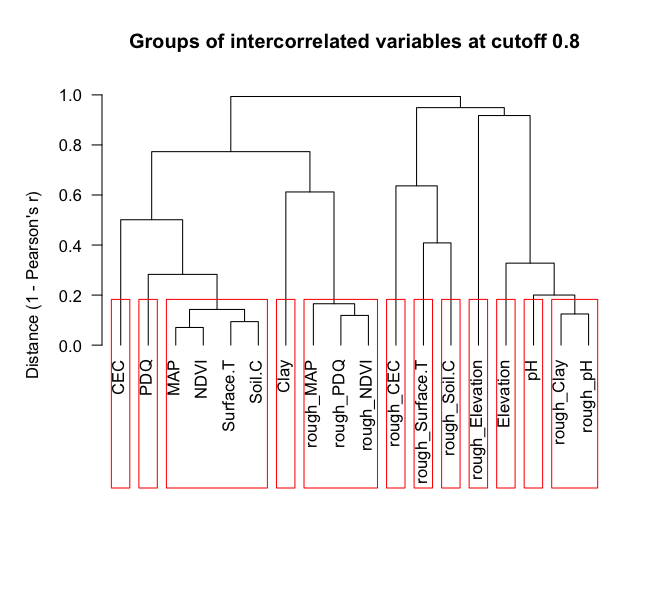 Groups of intercorrelated variables at cutoff 0.8
Distance (1 - Pearson's r)
1.0
0.8
0.6
0.4
0.2
0.0
CEC
PDQ
MAP
NDVI
Surface.T
Soil.C
Clay
rough_MAP
rough_PDQ
rough_NDVI
rough_CEC
rough_Surface.T
rough_Soil.C
rough_Elevation
Elevation
pH
rough_Clay
rough_pH